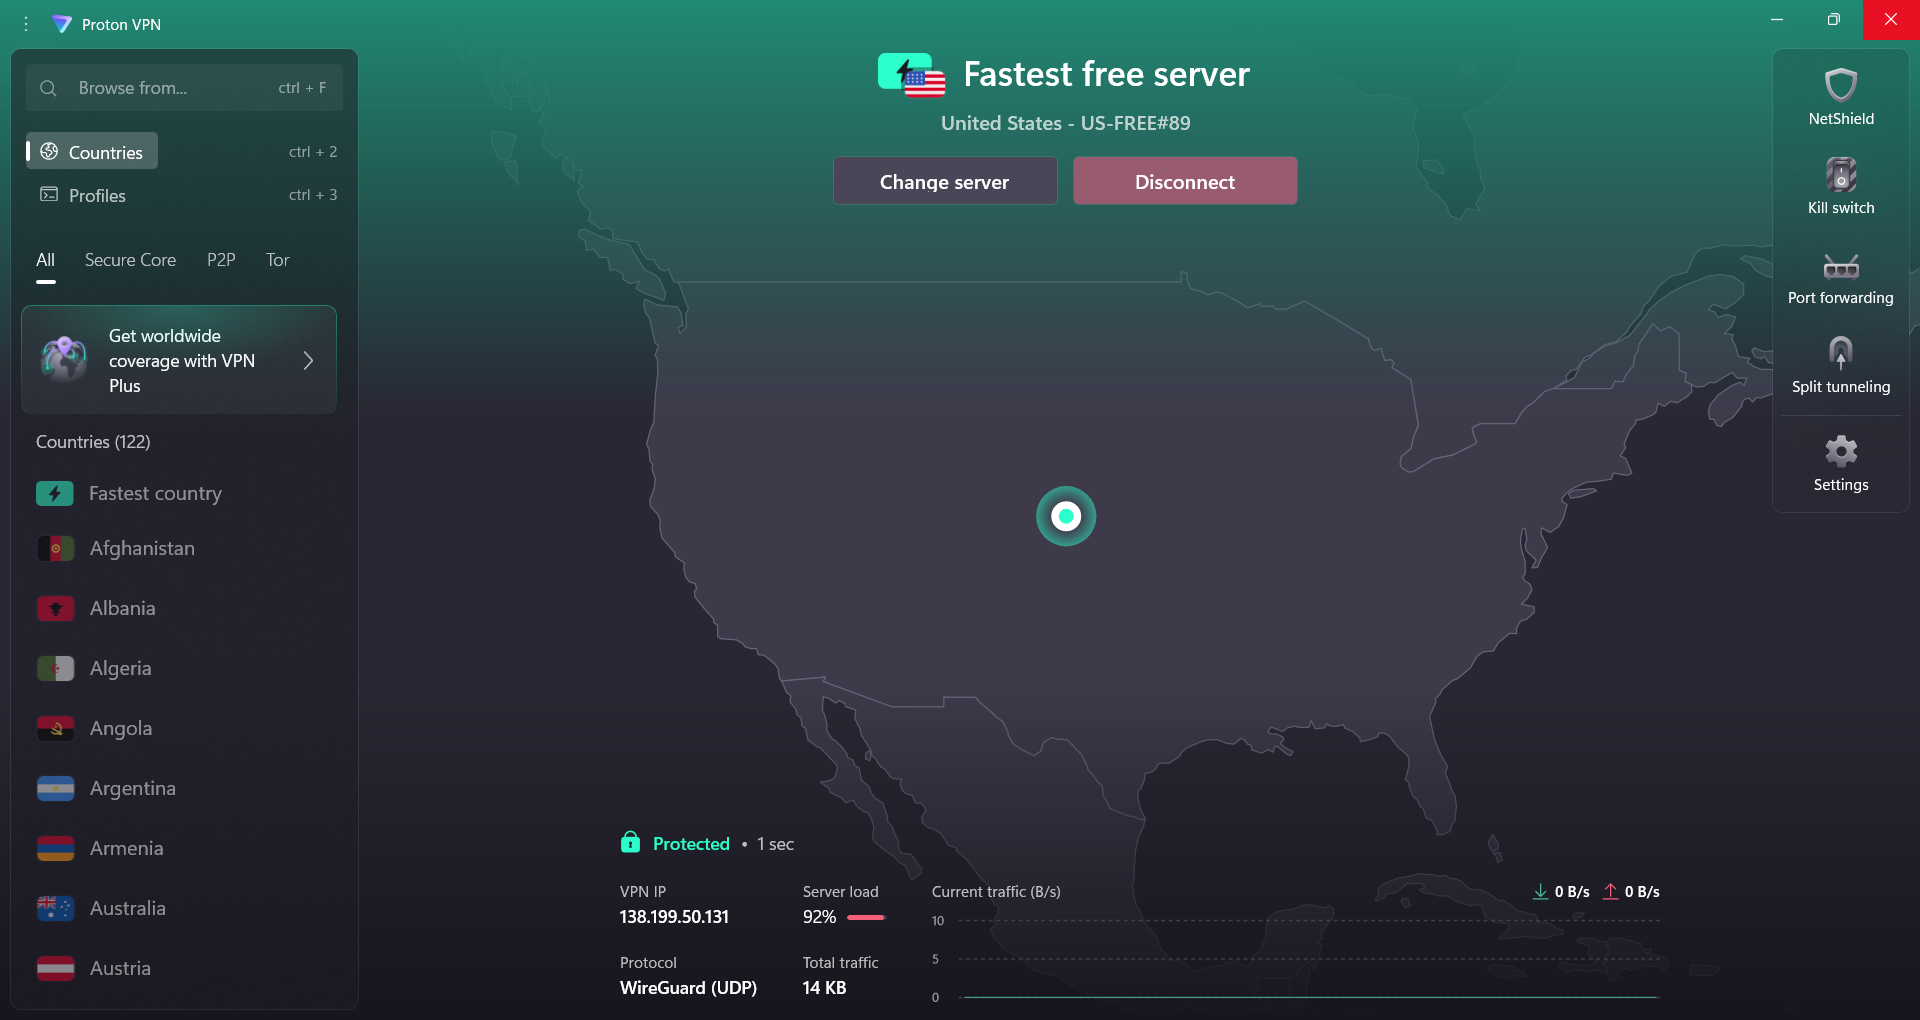 Proton VPN
Browse from...
ctrl + F
Countries
ctrl + 2
Profiles
ctrl + 3
All
Secure Core
P2P
Tor
Get worldwide
coverage with VPN
Plus
Countries (122)
Fastest country
Afghanistan
Albania
Algeria
Angola
Argentina
Armenia
Australia
Austria
Fastest free server
United States - US-FREE#89
Change server
Disconnect
Protected • 1 sec
VPN IP
138.199.50.131
Server load
92%
Protocol
WireGuard (UDP)
Total traffic
14 KB
Current traffic (B/s)
0 B/s
0 B/s
10
5
0
NetShield
Kill switch
Port forwarding
Split tunneling
Settings